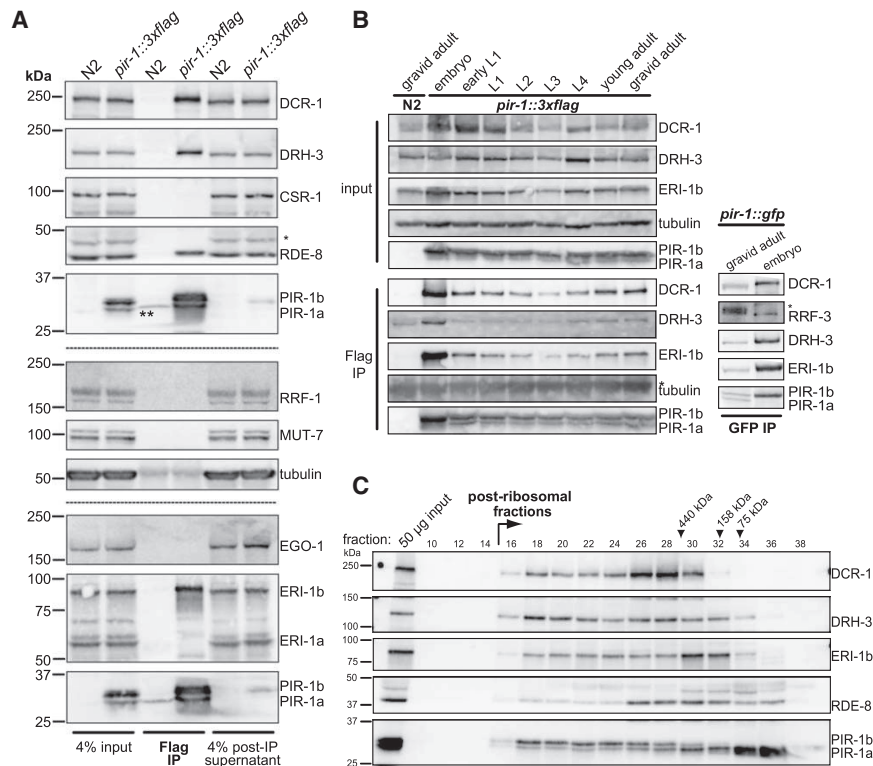 A
N2
pir-1::3xflag
N2
pir-1::3xflag
N2
pir-1::3xflag
kDa
250
DCR-1
250
150
DRH-3
100
CSR-1
50
*
RDE-8
37
PIR-1b
PIR-1a
**
25
250
RRF-1
150
100
MUT-7
50
tubulin
250
EGO-1
150
100
ERI-1b
75
ERI-1a
50
37
PIR-1b
PIR-1a
25
4% input
Flag IP
4% post-IP supernatant
B
gravid adult
embryo
early L1
L1
L2
L3
L4
young adult
gravid adult
N2
pir-1::3xflag
input
DCR-1
DRH-3
ERI-1b
tubulin
PIR-1b
PIR-1a
Flag IP
DCR-1
DRH-3
ERI-1b
*
tubulin
PIR-1b
PIR-1a
pir-1::gfp
gravid adult
embryo
DCR-1
*
RRF-3
DRH-3
ERI-1b
PIR-1b
PIR-1a
GFP IP
C
50 µg input
post-ribosomal fractions
440 kDa
158 kDa
75 kDa
fraction:
10 12 14 16 18 20 22 24 26 28 30 32 34 36 38
kDa
250
DCR-1
150
100
DRH-3
100
75
ERI-1b
50
37
RDE-8
37
25
PIR-1b
PIR-1a